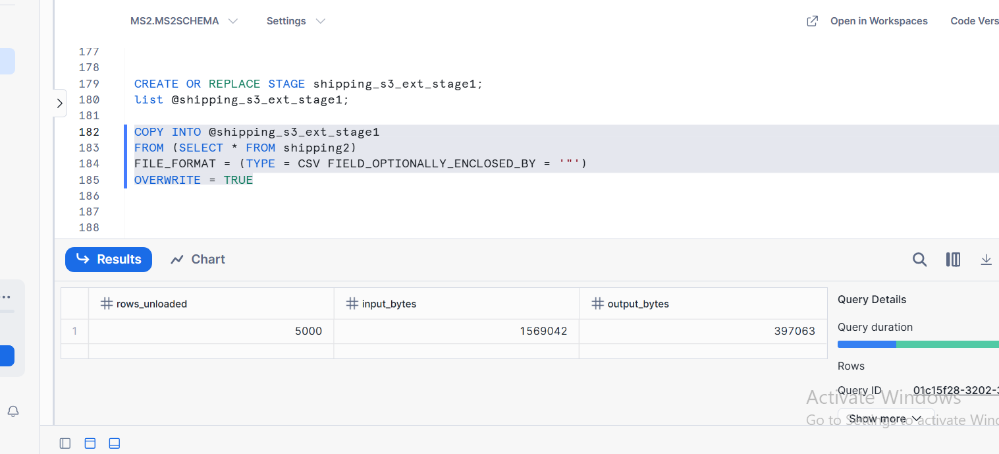 MS2.MS2SCHEMA Settings Open in Workspaces Code Vers
177
178
179 CREATE OR REPLACE STAGE shipping_s3_ext_stage1;
180 list @shipping_s3_ext_stage1;
181
182 COPY INTO @shipping_s3_ext_stage1
183 FROM (SELECT * FROM shipping2)
184 FILE_FORMAT = (TYPE = CSV FIELD_OPTIONALLY_ENCLOSED_BY = '"')
185 OVERWRITE = TRUE
186
187
188
Results Chart
rows_unloaded input_bytes output_bytes
1 5000 1569042 397063
Query Details
Query duration
Rows
Query ID 01c15f28-3202-3
Show more
Activate Windows
Go to Settings to activate Wind